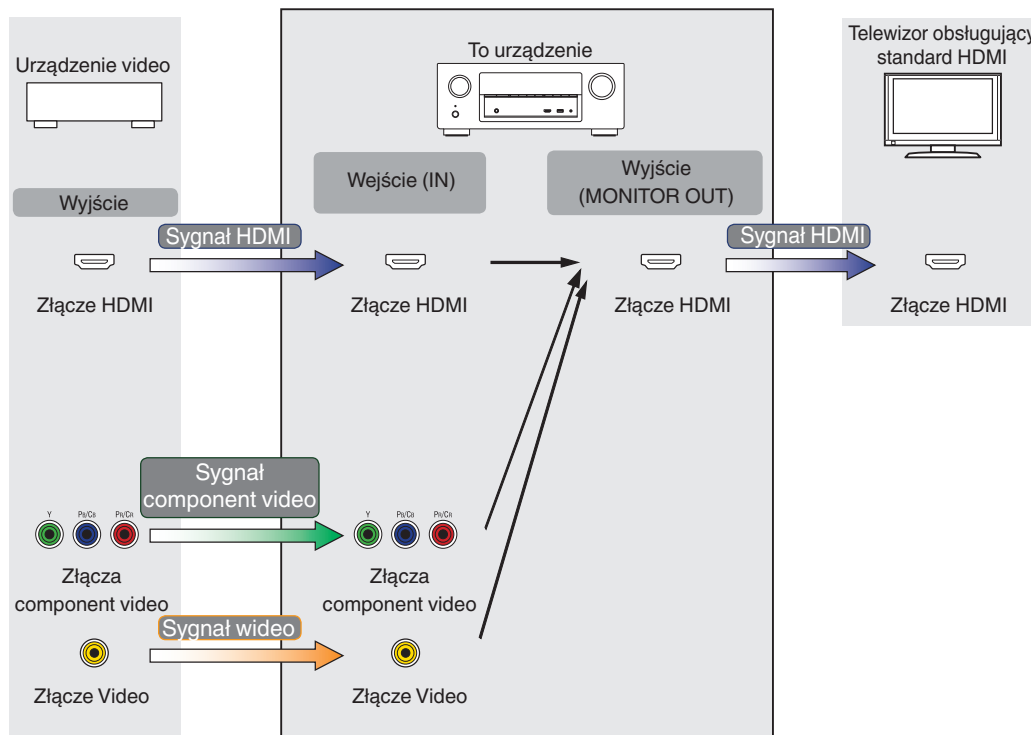 Urządzenie video
To urządzenie
Telewizor obsługujący
standard HDMI
Wyjście
Wejście (IN)
Wyjście
(MONITOR OUT)
Sygnał HDMI
Sygnał HDMI
Złącze HDMI
Złącze HDMI
Złącze HDMI
Złącze HDMI
Sygnał
component video
Y PB/CB PR/CR
Y PB/CB PR/CR
Złącza
component video
Złącza
component video
Sygnał wideo
Złącze Video
Złącze Video